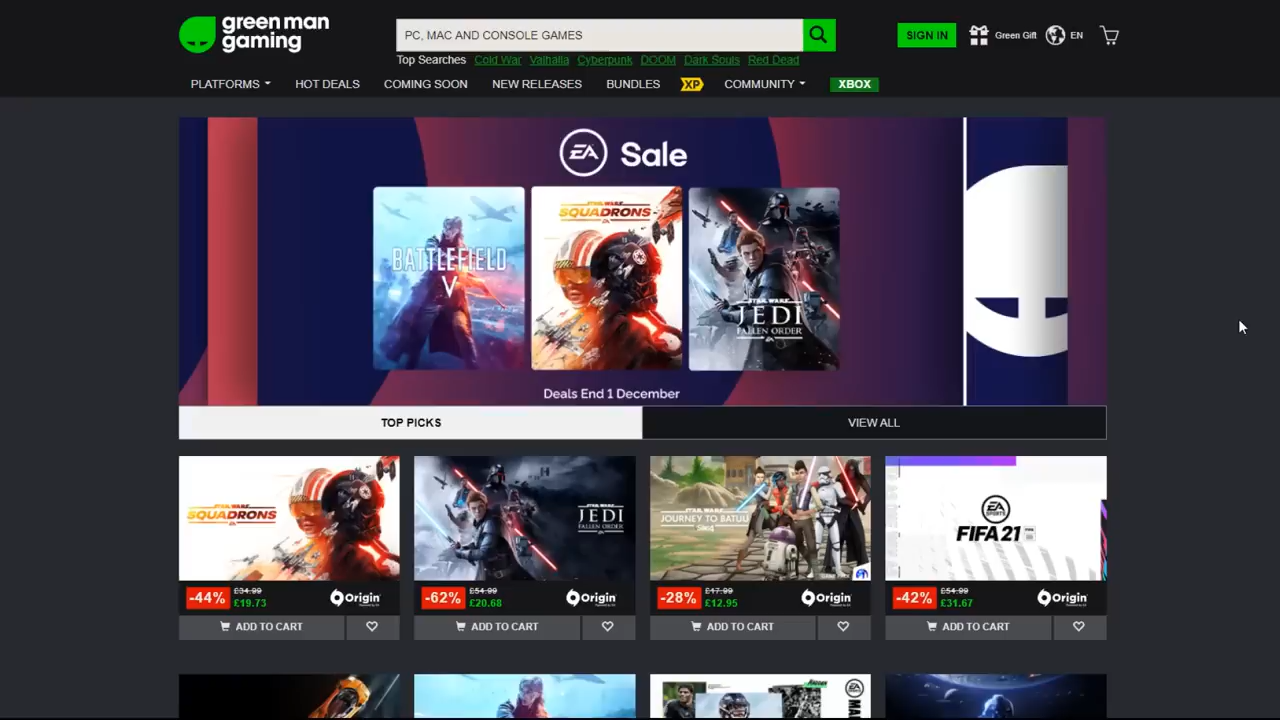 green man
gaming
PC, MAC AND CONSOLE GAMES
SIGN IN
Green Gift
EN
Top Searches Cold War Valhalla Cyberpunk DOOM Dark Souls Red Dead
PLATFORMS HOT DEALS COMING SOON NEW RELEASES BUNDLES XP COMMUNITY XBOX
EA Sale
BATTLEFIELD
V
STAR WARS
SQUADRONS
EA
STAR WARS
JEDI
FALLEN ORDER
Deals End 1 December
TOP PICKS
VIEW ALL
STAR WARS
SQUADRONS
STAR WARS
JEDI
FALLEN ORDER
STAR WARS
JOURNEY TO BATUU
EA SPORTS
FIFA 21
-44% £34.99 £19.73 Origin
-62% £54.99 £20.68 Origin
-28% £17.99 £12.95 Origin
-42% £54.99 £31.67 Origin
ADD TO CART
ADD TO CART
ADD TO CART
ADD TO CART
EA